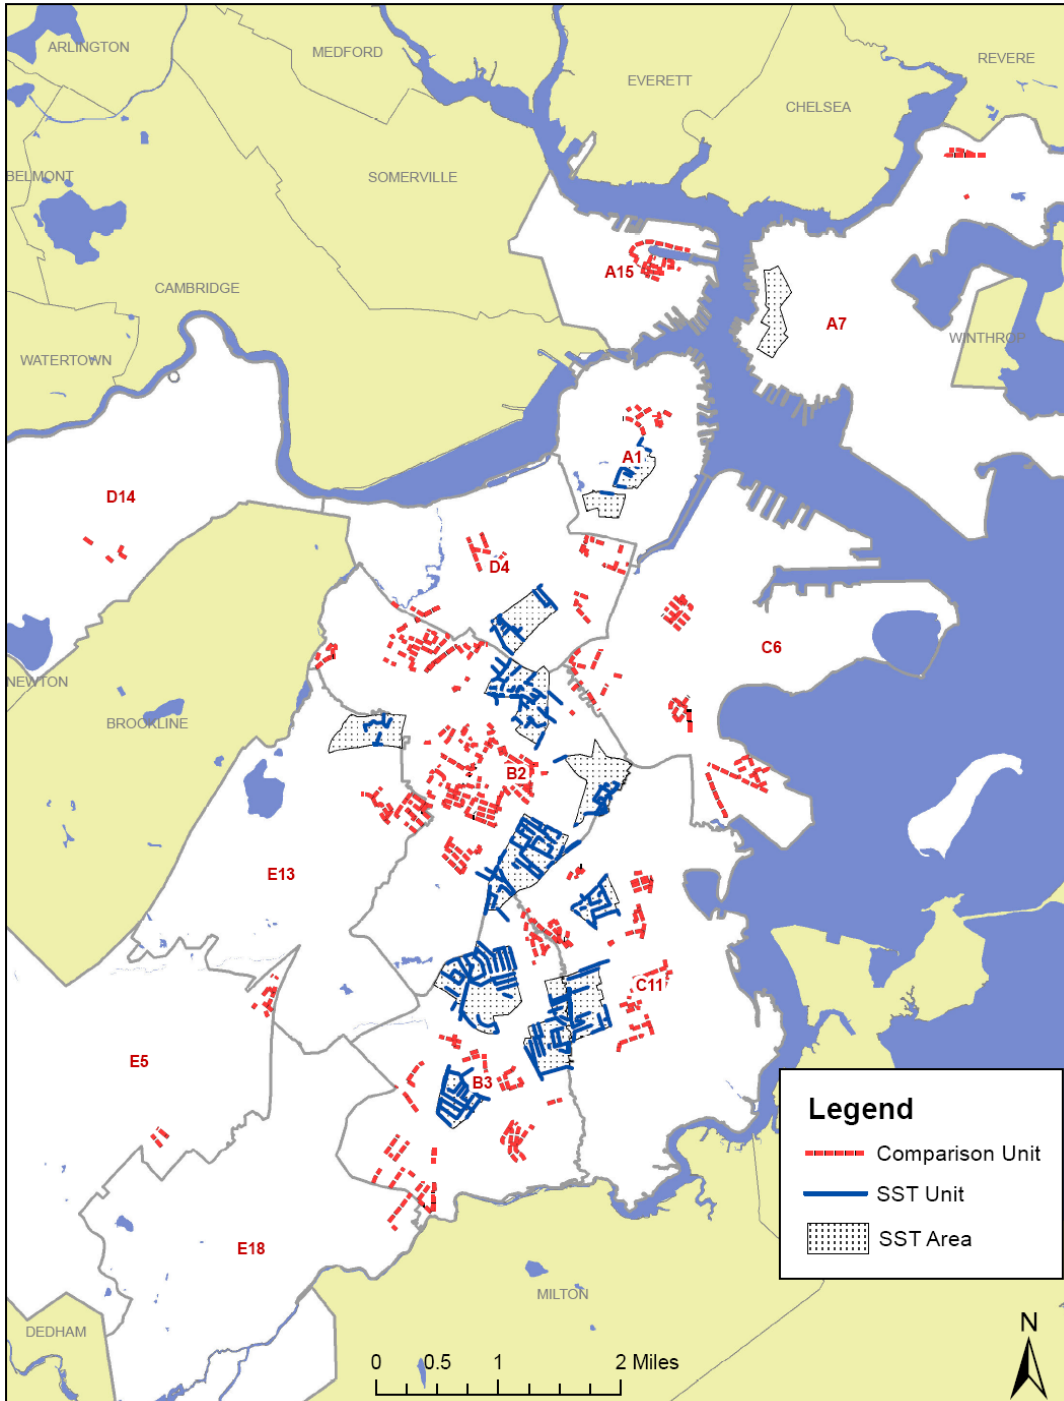 ARLINGTON
MEDFORD
REVERE
EVERETT
CHELSEA
BELMONT
SOMERVILLE
A15
CAMBRIDGE
A7
WINTHROP
WATERTOWN
A1
D14
D4
C6
NEWTON
BROOKLINE
B2
E13
C11
E5
B3
E18
MILTON
DEDHAM
Legend
Comparison Unit
SST Unit
SST Area
N
0 0.5 1 2 Miles